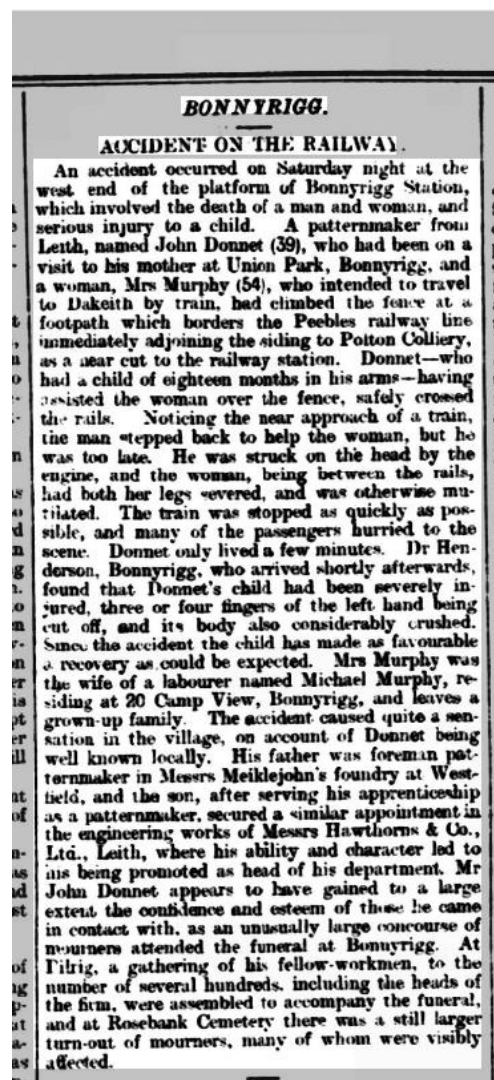 BONNYRIGG.
ACCIDENT ON THE RAILWAY.
An accident occurred on Saturday night at the
west end of the platform of Bonnyrigg Station,
which involved the death of a man and woman, and
serious injury to a child. A patternmaker from
Leith, named John Donnet (39), who had been on a
visit to his mother at Union Park, Bonnyrigg, and
a woman, Mrs Murphy (54), who intended to travel
to Dakeith by train, had climbed the fence at a
footpath which borders the Peebles railway line
immediately adjoining the siding to Polton Colliery,
as a near cut to the railway station. Donnet—who
had a child of eighteen months in his arms—having
assisted the woman over the fence, safely crossed
the rails. Noticing the near approach of a train,
the man stepped back to help the woman, but he
was too late. He was struck on the head by the
engine, and the woman, being between the rails,
had both her legs severed, and was otherwise mu-
tilated. The train was stopped as quickly as pos-
sible, and many of the passengers hurried to the
scene. Donnet only lived a few minutes. Dr Hen-
derson, Bonnyrigg, who arrived shortly afterwards,
found that Donnet's child had been severely in-
jured, three or four fingers of the left hand being
cut off, and its body also considerably crushed.
Since the accident the child has made as favourable
a recovery as could be expected. Mrs Murphy was
the wife of a labourer named Michael Murphy, re-
siding at 20 Camp View, Bonnyrigg, and leaves a
grown-up family. The accident caused quite a sen-
sation in the village, on account of Donnet being
well known locally. His father was foreman pat-
ternmaker in Messrs Meiklejohn's foundry at West-
field, and the son, after serving his apprenticeship
as a patternmaker, secured a similar appointment in
the engineering works of Messrs Hawthorns & Co.,
Ltd., Leith, where his ability and character led to
his being promoted as head of his department. Mr
John Donnet appears to have gained to a large
extent the confidence and esteem of those he came
in contact with, as an unusually large concourse of
mourners attended the funeral at Bonnyrigg. At
Pilrig, a gathering of his fellow-workmen, to the
number of several hundreds, including the heads of
the firm, were assembled to accompany the funeral,
and at Rosebank Cemetery there was a still larger
turn-out of mourners, many of whom were visibly
affected.